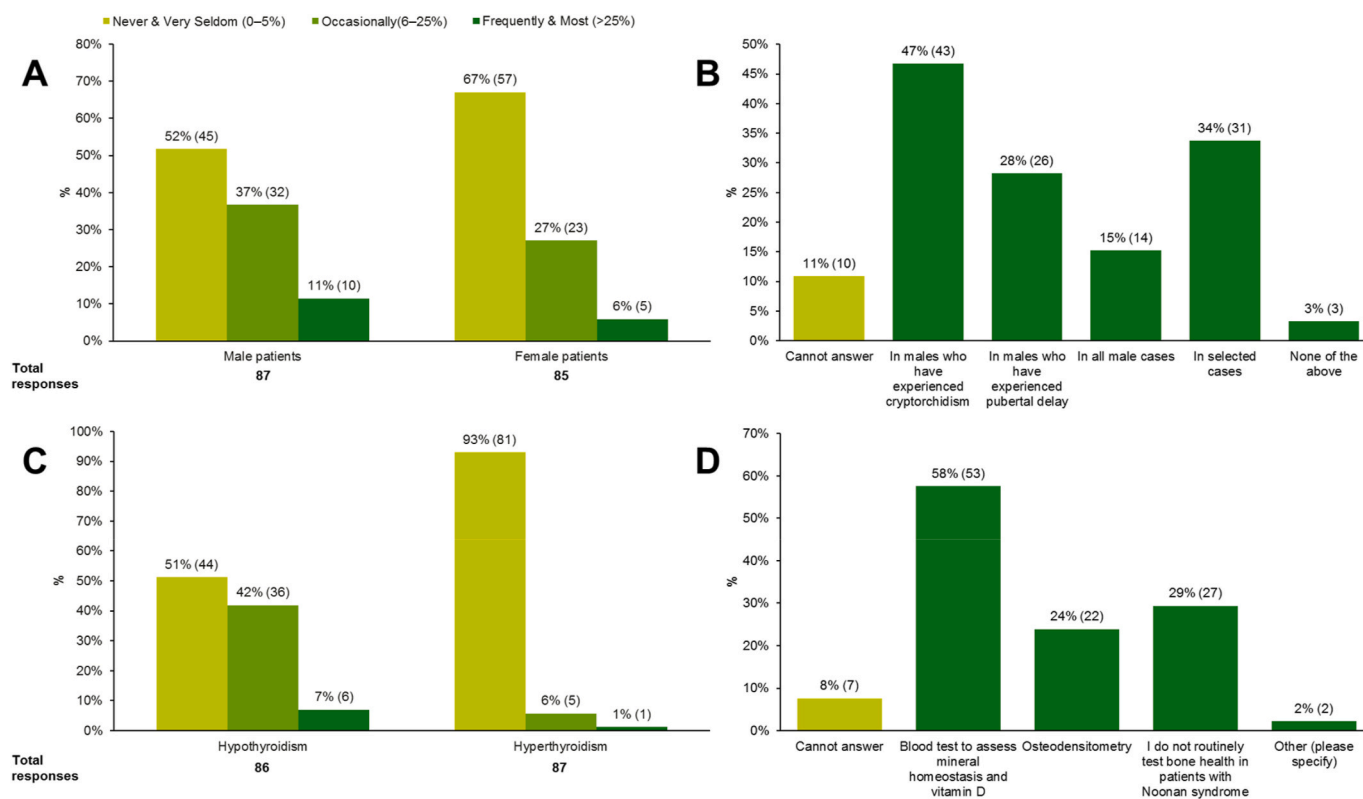 Never & Very Seldom (0–5%) Occasionally(6–25%) Frequently & Most (>25%)
A
80%
70%
60%
50%
40%
30%
20%
10%
0%
%
52% (45)
37% (32)
11% (10)
67% (57)
27% (23)
6% (5)
Male patients
Female patients
Total
responses
87
85
B
50%
45%
40%
35%
30%
25%
20%
15%
10%
5%
0%
%
11% (10)
47% (43)
28% (26)
15% (14)
34% (31)
3% (3)
Cannot answer
In males who
have
experienced
cryptorchidism
In males who
have
experienced
pubertal delay
In all male cases
In selected
cases
None of the
above
C
100%
90%
80%
70%
60%
50%
40%
30%
20%
10%
0%
%
51% (44)
42% (36)
7% (6)
93% (81)
6% (5)
1% (1)
Hypothyroidism
Hyperthyroidism
Total
responses
86
87
D
70%
60%
50%
40%
30%
20%
10%
0%
%
8% (7)
58% (53)
24% (22)
29% (27)
2% (2)
Cannot answer
Blood test to assess
mineral
homeostasis and
vitamin D
Osteodensitometry
I do not routinely
test bone health in
patients with
Noonan syndrome
Other (please
specify)